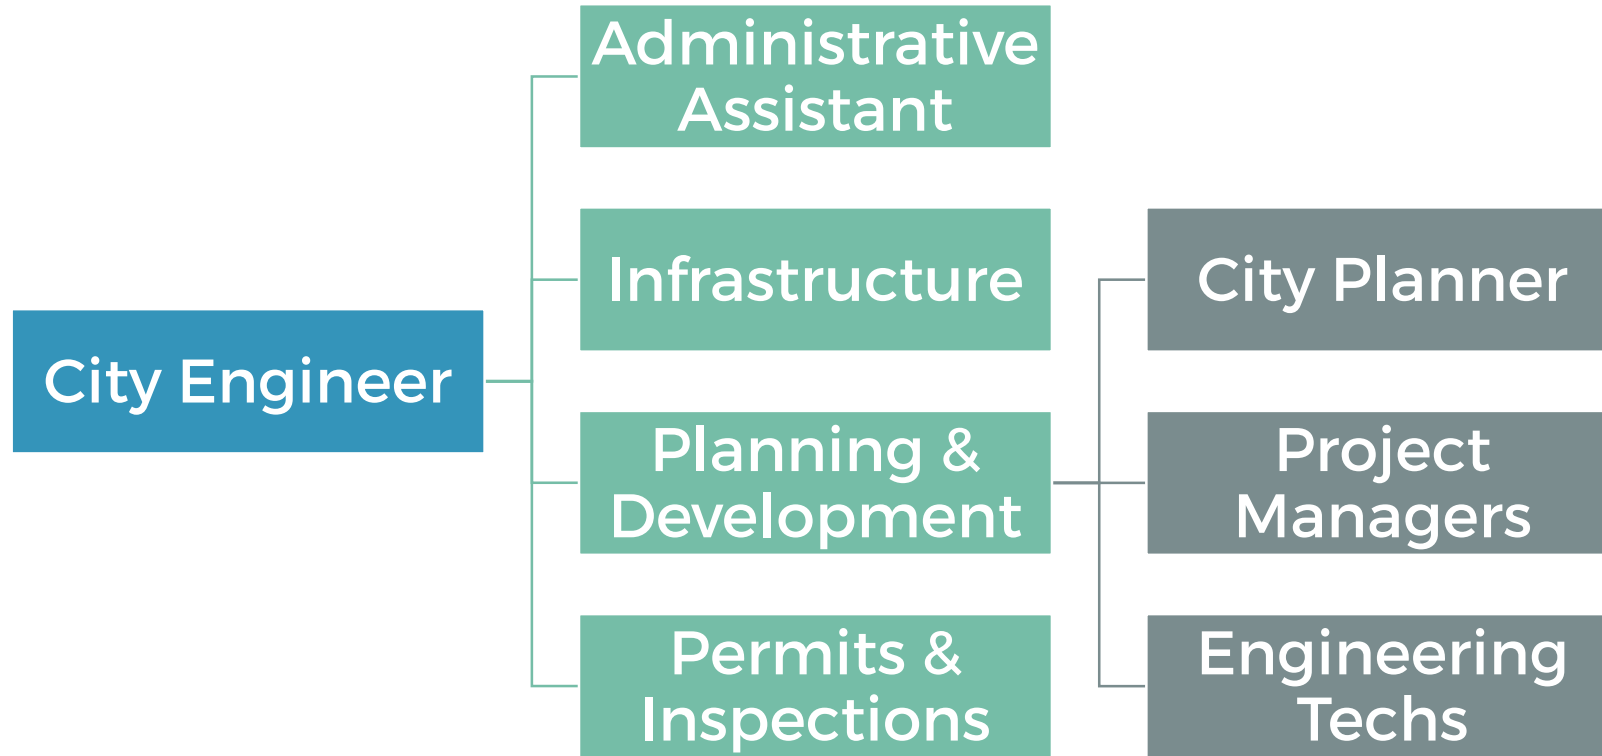 Administrative
Assistant
Infrastructure
City Planner
City Engineer
Planning &
Development
Project
Managers
Permits &
Inspections
Engineering
Techs